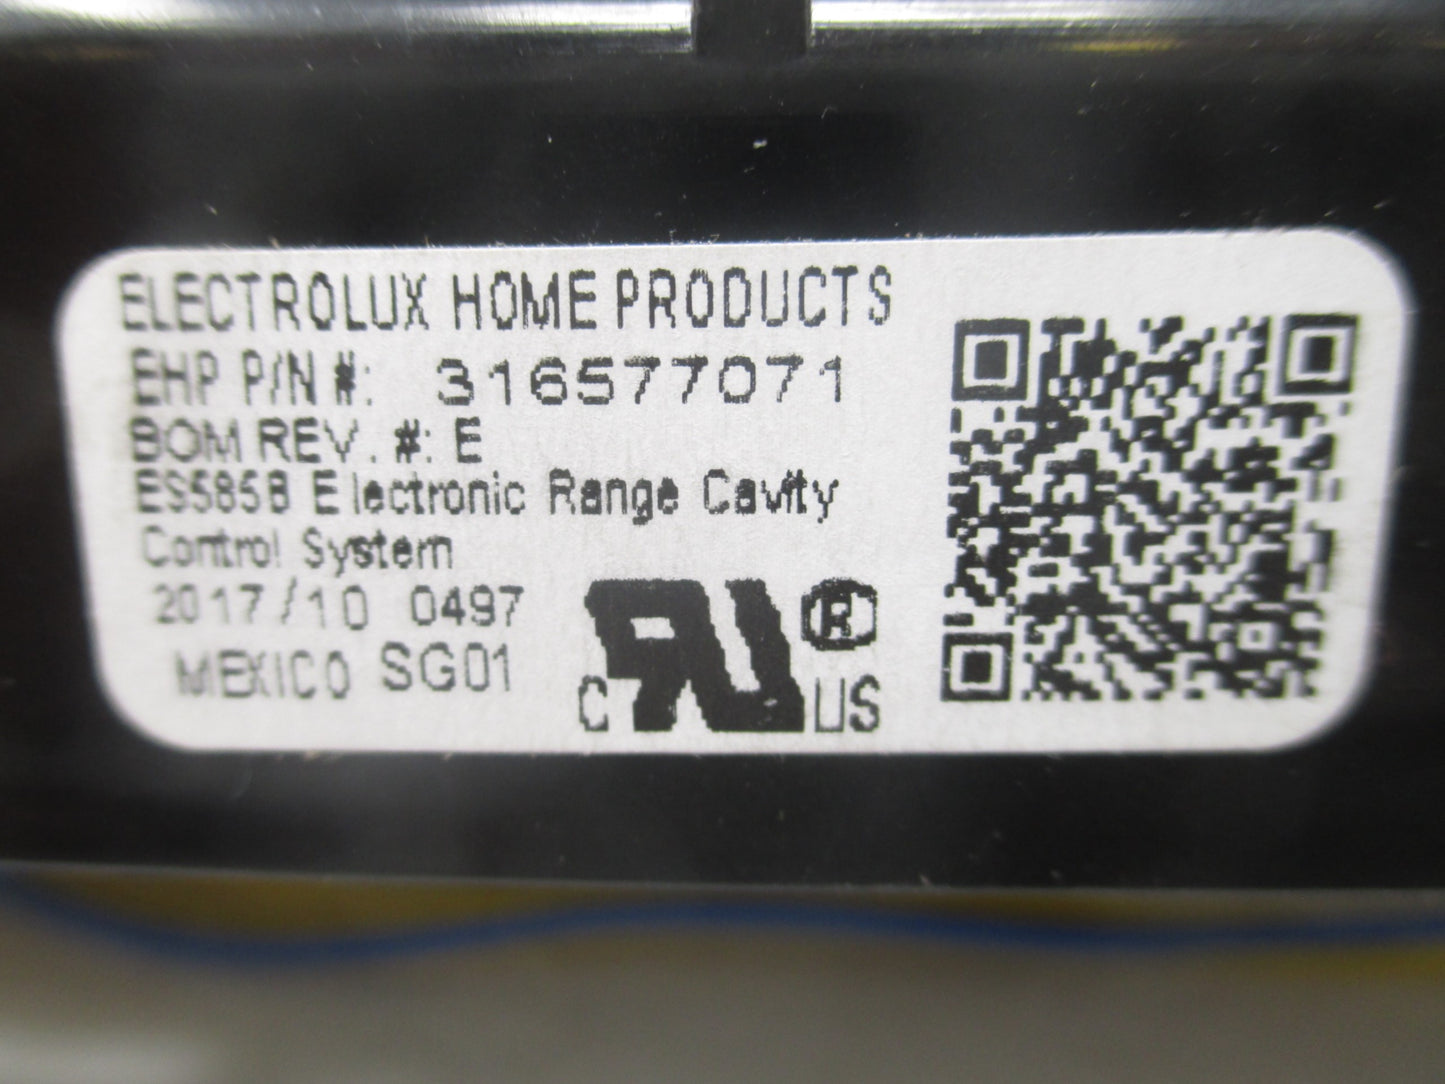 ELECTROLUX HOME PRODUCTS
EHP P/N #: 316577071
BOM REV. #: E
ES585B Electronic Range Cavity
Control System
2017/10 0497
MEXICO SG01
C RU ® US